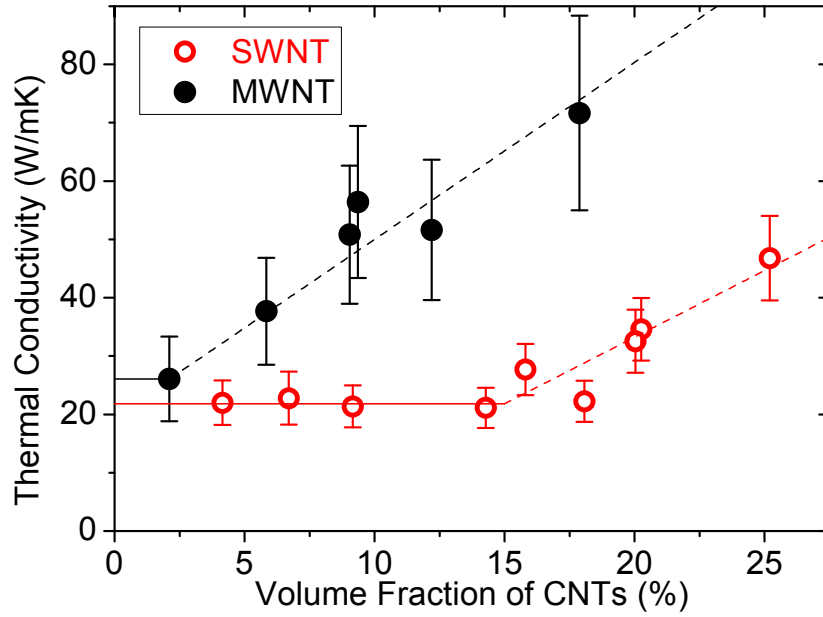 SWNT
MWNT
Thermal Conductivity (W/mK)
80
60
40
20
0
0 5 10 15 20 25
Volume Fraction of CNTs (%)